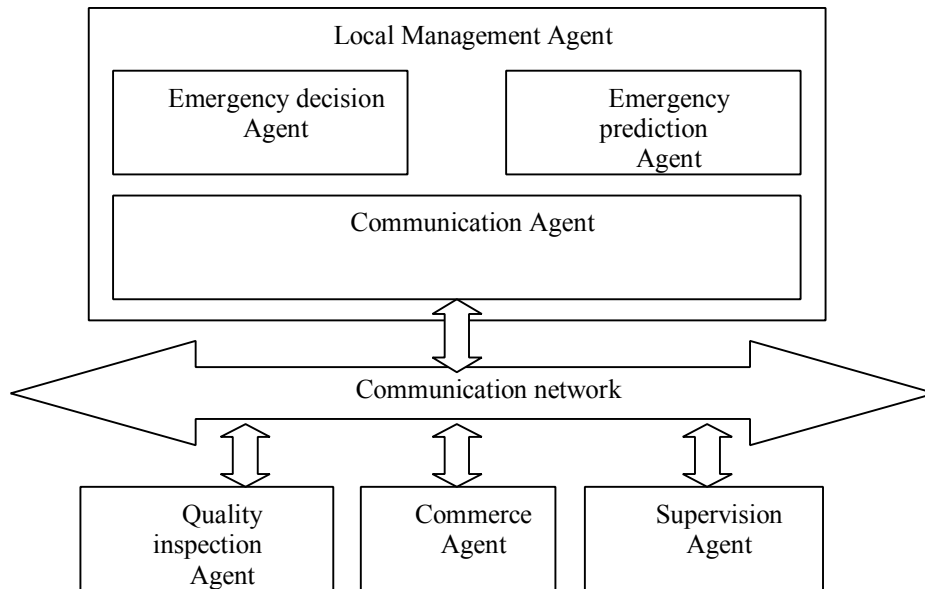 Local Management Agent
Emergency decision
Agent
Emergency
prediction
Agent
Communication Agent
Communication network
Quality
inspection
Agent
Commerce
Agent
Supervision
Agent